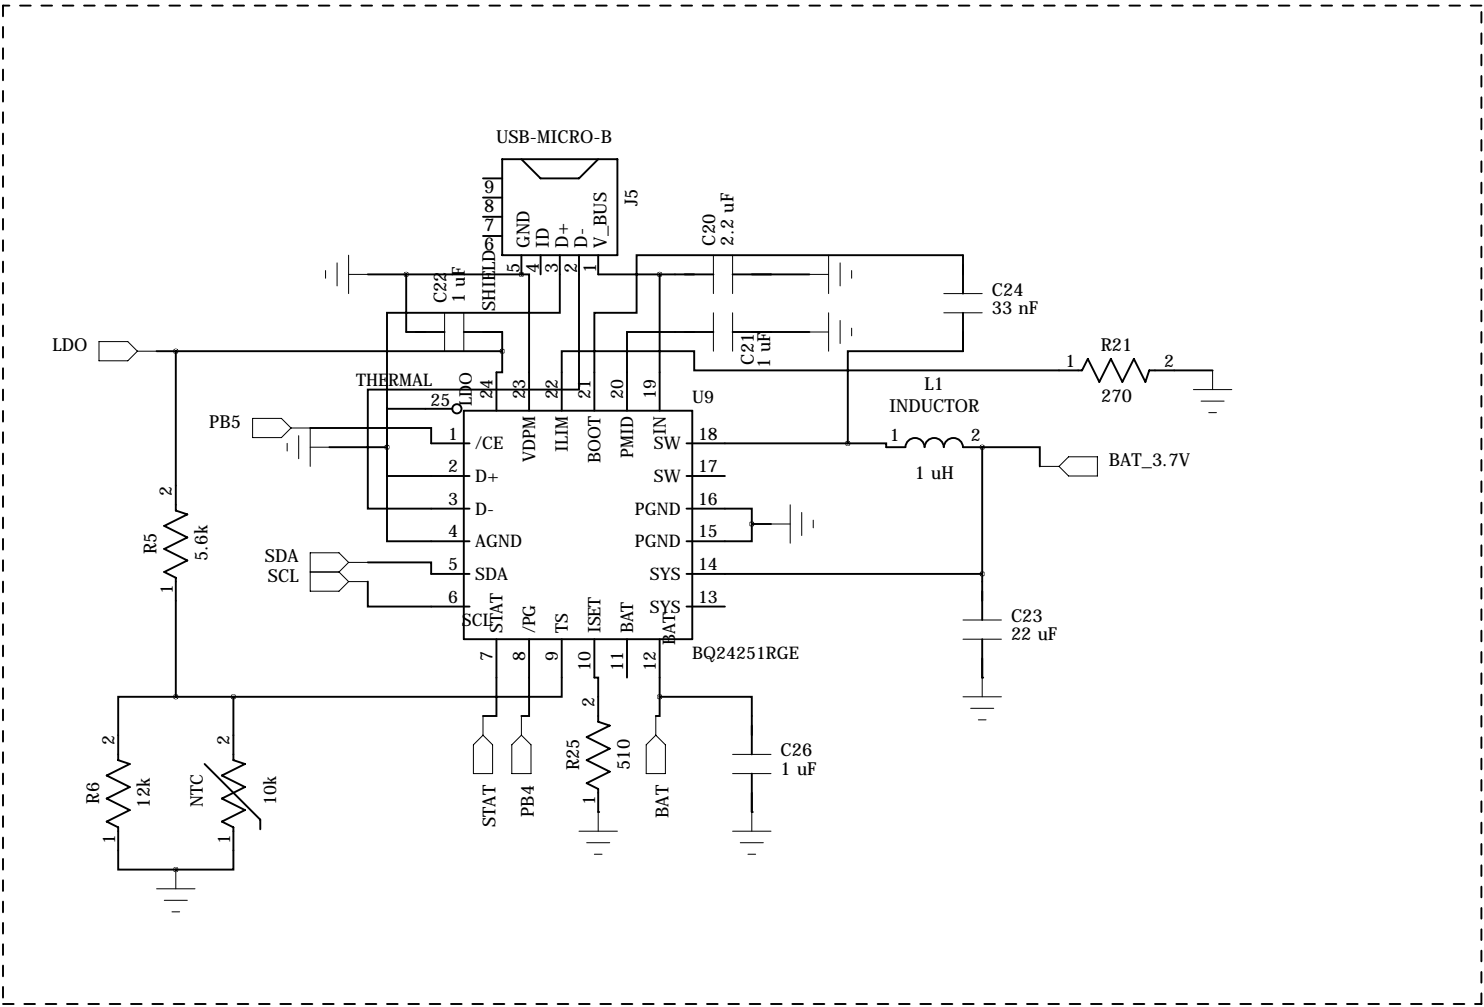 USB-MICRO-B
J5
9
8
7
6
SHIELD
GND
ID
D+
D-
V_BUS
5
4
3
2
1
C20
2.2 uF
C22
1 uF
C21
1 uF
C24
33 nF
LDO
R21
1
2
270
THERMAL
25
LDO
24
23
22
21
20
19
U9
L1
INDUCTOR
1
2
1 uH
PB5
BAT_3.7V
VDPM
ILIM
BOOT
PMID
IN
1
/CE
2
D+
3
D-
4
AGND
5
SDA
6
SCL
SW
18
SW
17
PGND
16
PGND
15
SYS
14
SYS
13
SDA
SCL
R5
5.6k
2
1
STAT
/PG
TS
ISET
BAT
BAT
7
8
9
10
11
12
BQ24251RGE
C23
22 uF
R6
12k
2
1
NTC
10k
2
1
STAT
PB4
R25
510
2
1
BAT
C26
1 uF